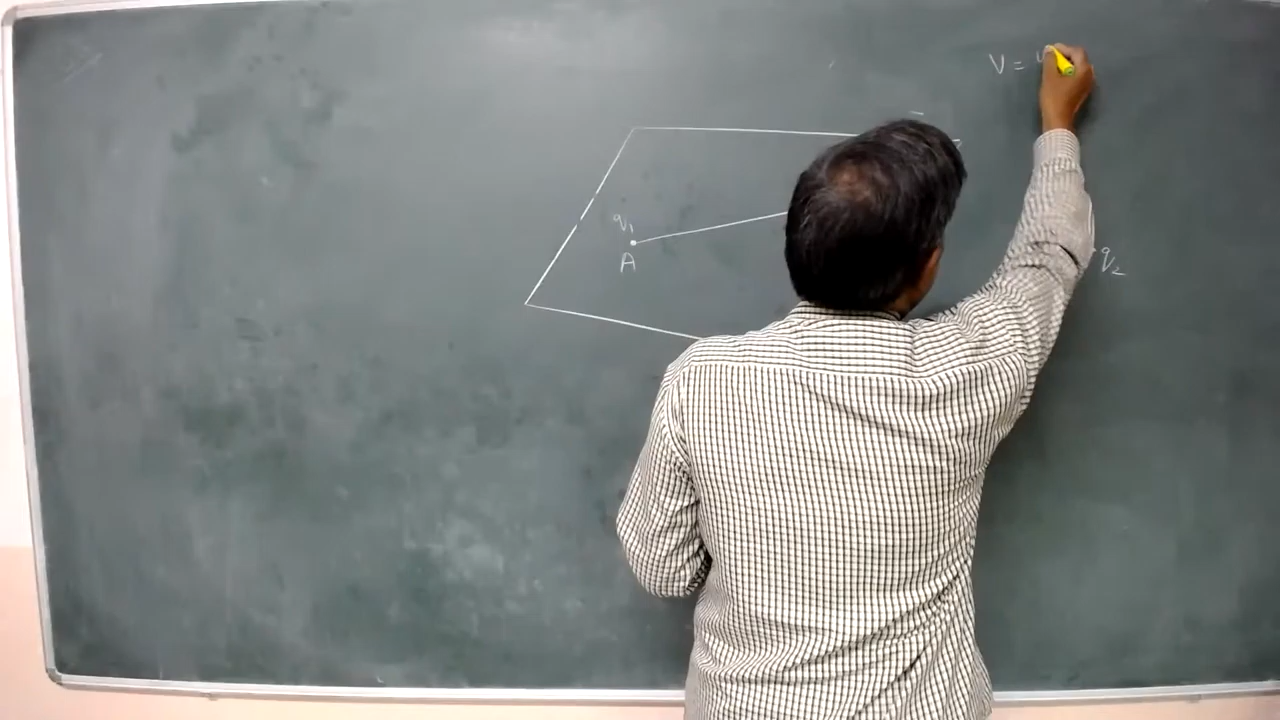 V =
q₁
A
q₂